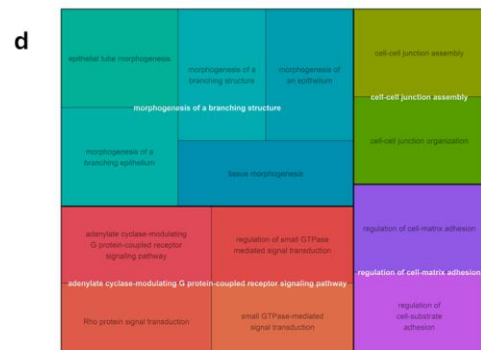 d
epithelial tube morphogenesis
morphogenesis of a
branching structure
morphogenesis of
an epithelium
morphogenesis of a branching structure
morphogenesis of a
branching epithelium
tissue morphogenesis
cell-cell junction assembly
cell-cell junction assembly
cell-cell junction organization
adenylate cyclase-modulating
G protein-coupled receptor
signaling pathway
regulation of small GTPase
mediated signal transduction
adenylate cyclase-modulating G protein-coupled receptor signaling pathway
Rho protein signal transduction
small GTPase-mediated
signal transduction
regulation of cell-matrix adhesion
regulation of cell-matrix adhesion
regulation of
cell-substrate
adhesion